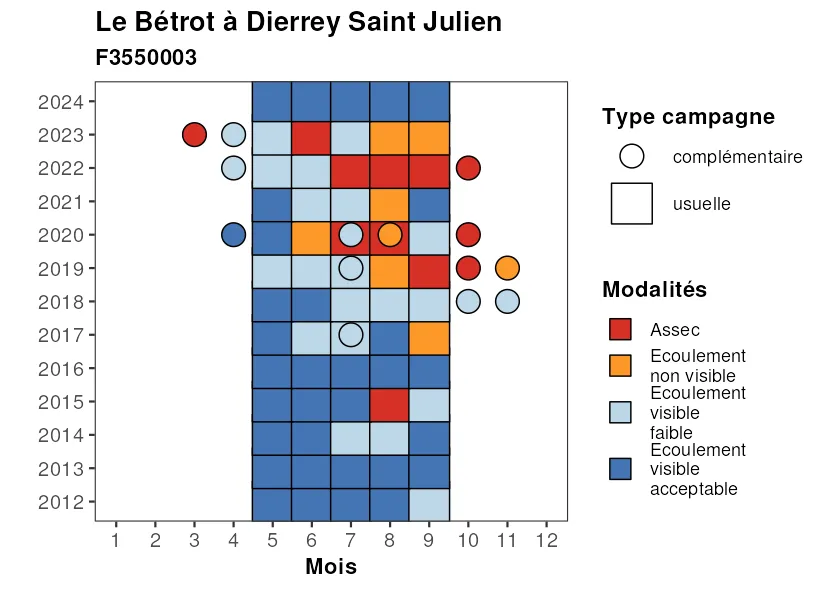 Le Bétrot à Dierrey Saint Julien
F3550003
2024
2023
2022
2021
2020
2019
2018
2017
2016
2015
2014
2013
2012
1 2 3 4 5 6 7 8 9 10 11 12
Mois
Type campagne
complémentaire
usuelle
Modalités
Assec
Ecoulement
non visible
Ecoulement
visible
faible
Ecoulement
visible
acceptable